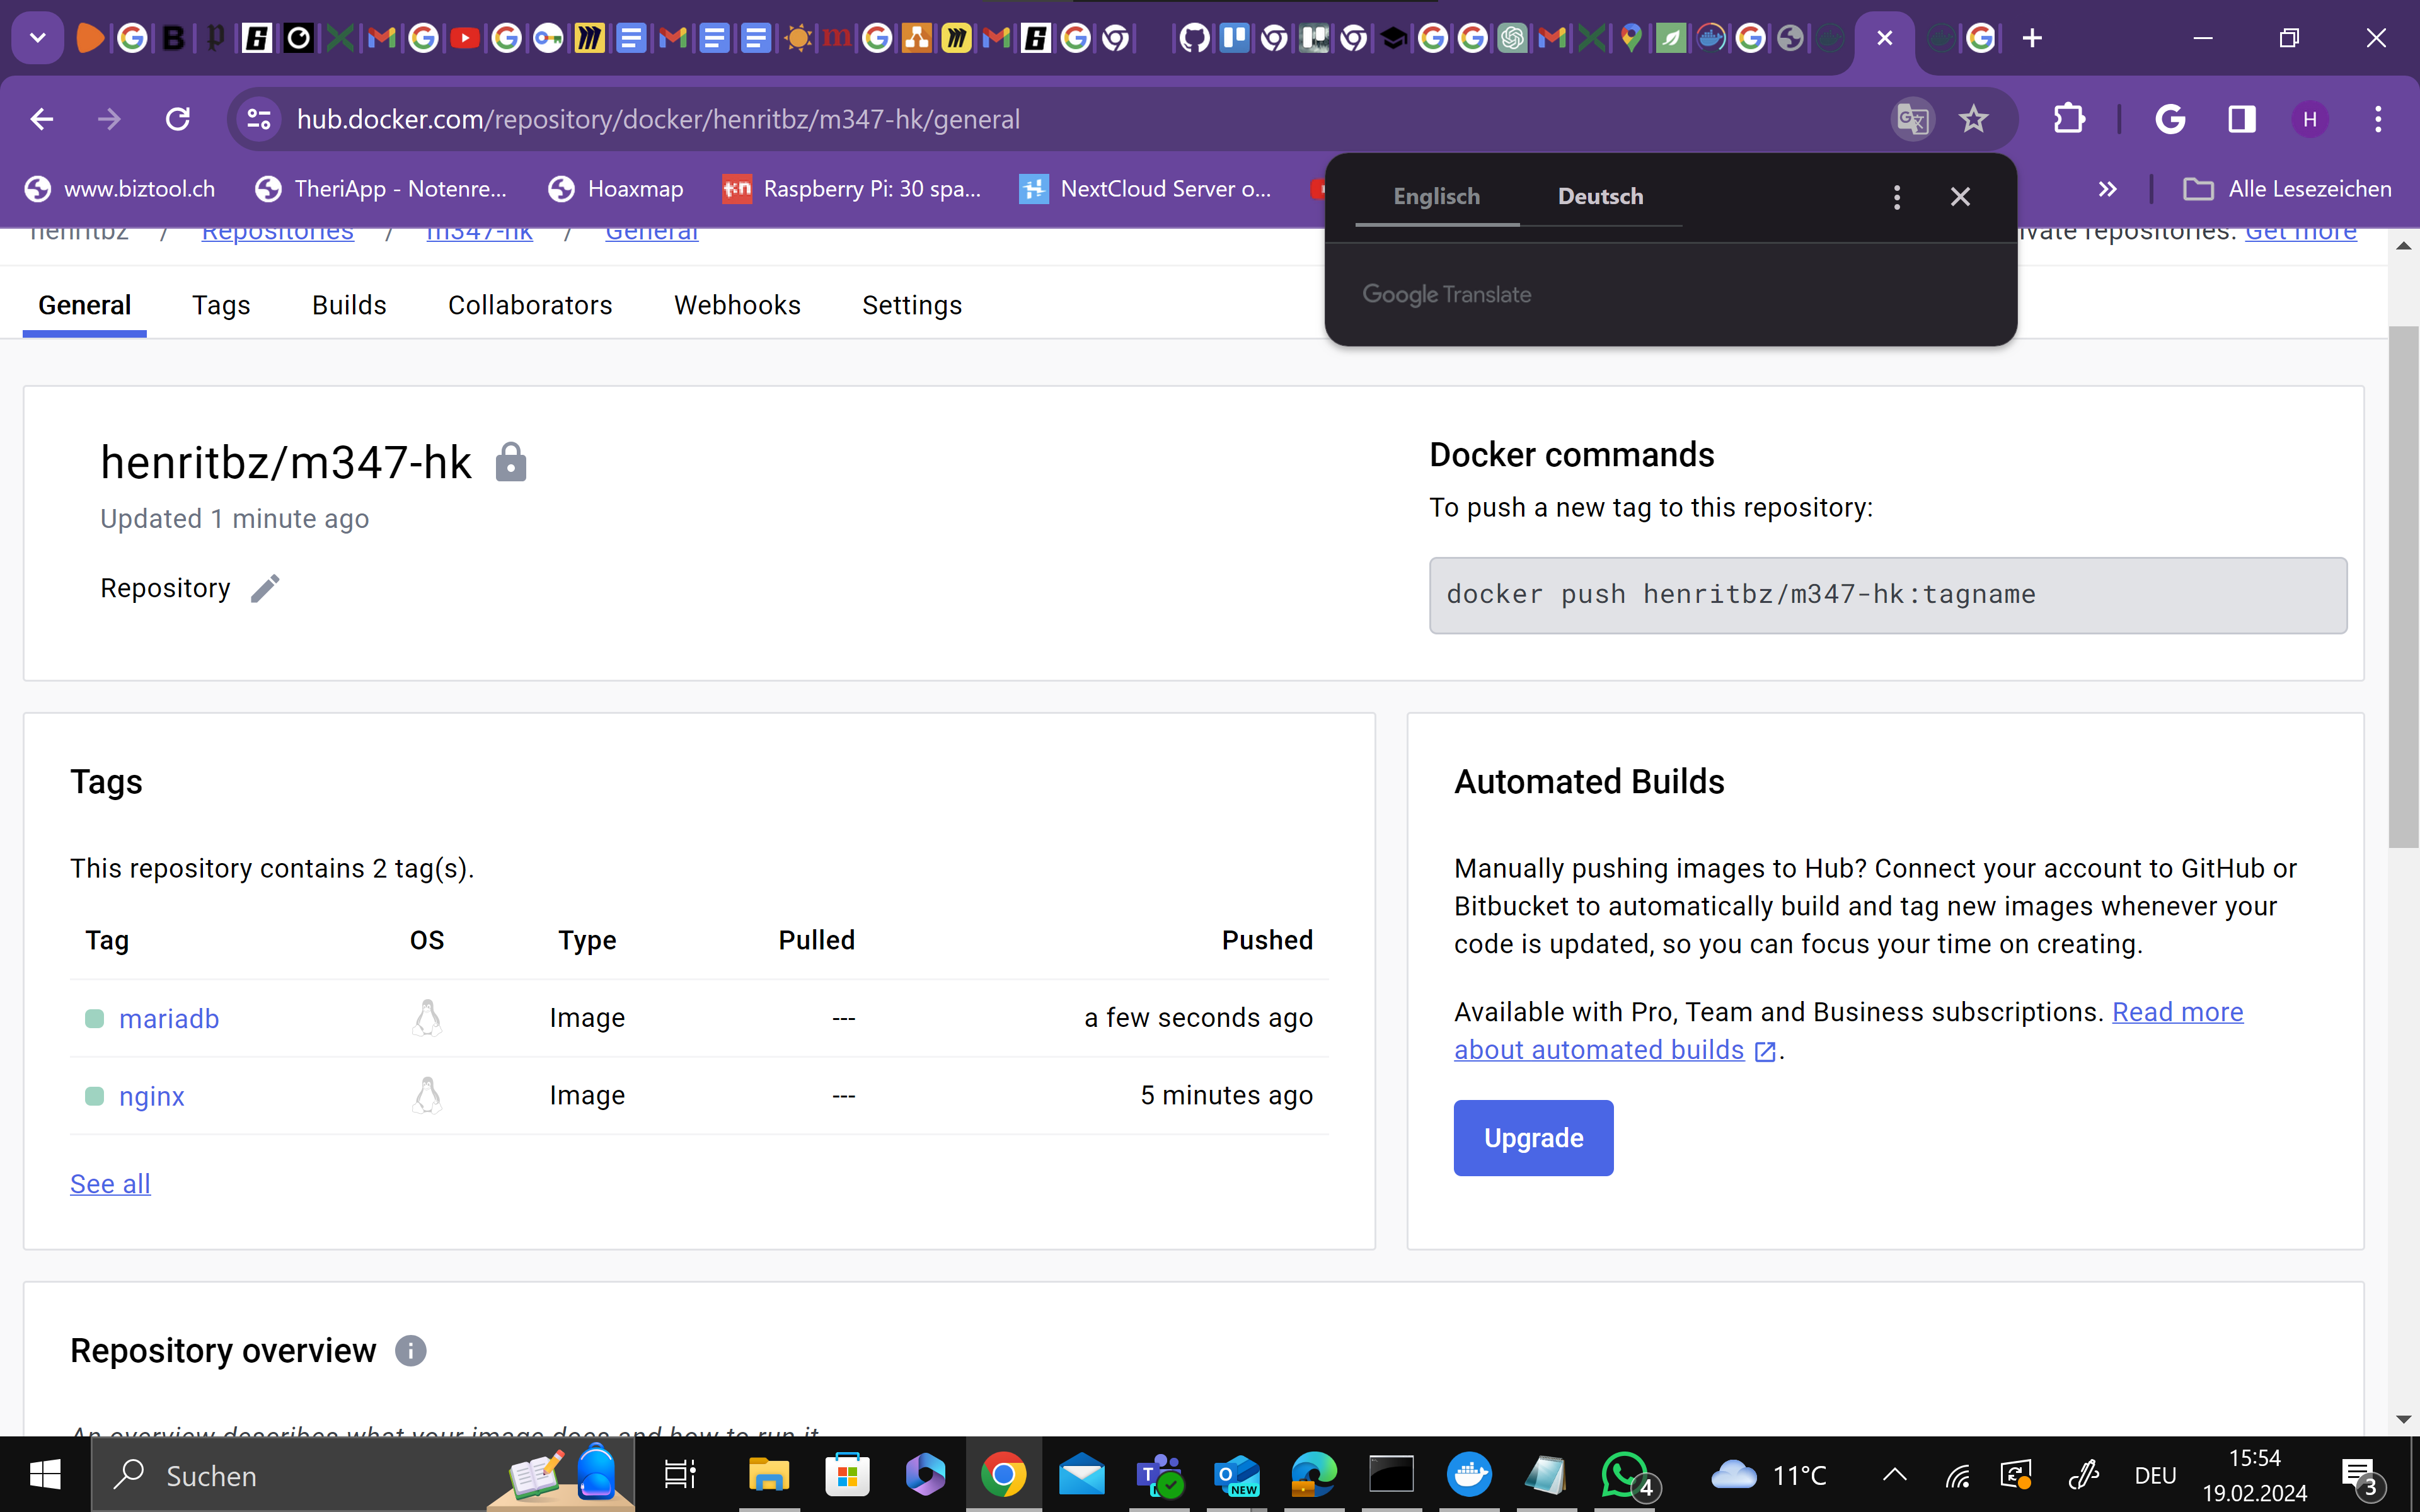 hub.docker.com/repository/docker/henritbz/m347-hk/general
www.biztool.ch
TheriApp - Notenre...
Hoaxmap
Raspberry Pi: 30 spa...
NextCloud Server o...
Alle Lesezeichen
Englisch
Deutsch
Google Translate
henritbz / Repositories / m347-hk / General
ivate repositories. Get more
General
Tags
Builds
Collaborators
Webhooks
Settings
henritbz/m347-hk
Updated 1 minute ago
Repository
Docker commands
To push a new tag to this repository:
docker push henritbz/m347-hk:tagname
Tags
This repository contains 2 tag(s).
Tag OS Type Pulled Pushed
mariadb Image --- a few seconds ago
nginx Image --- 5 minutes ago
See all
Automated Builds
Manually pushing images to Hub? Connect your account to GitHub or
Bitbucket to automatically build and tag new images whenever your
code is updated, so you can focus your time on creating.
Available with Pro, Team and Business subscriptions. Read more
about automated builds .
Upgrade
Repository overview
An overview describes what your image does and how to run it
Suchen
NEW
4
11°C
DEU
15:54
19.02.2024
3
H